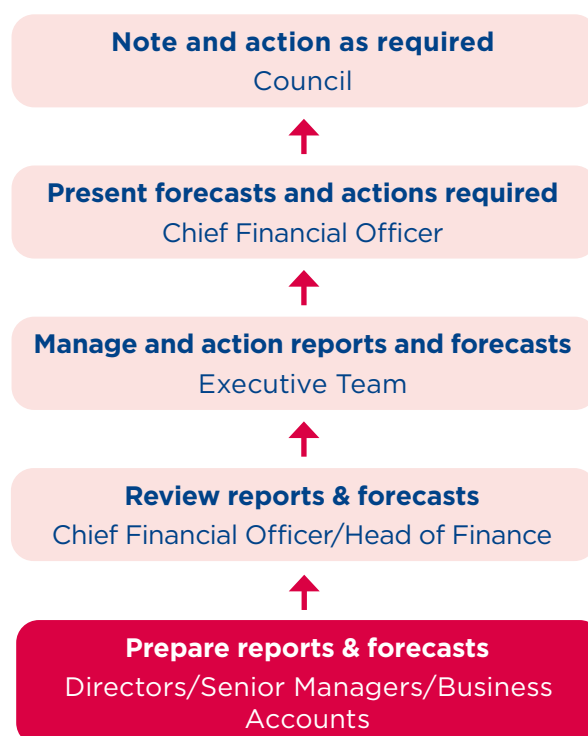 Note and action as required
Council
Present forecasts and actions required
Chief Financial Officer
Manage and action reports and forecasts
Executive Team
Review reports & forecasts
Chief Financial Officer/Head of Finance
Prepare reports & forecasts
Directors/Senior Managers/Business
Accounts